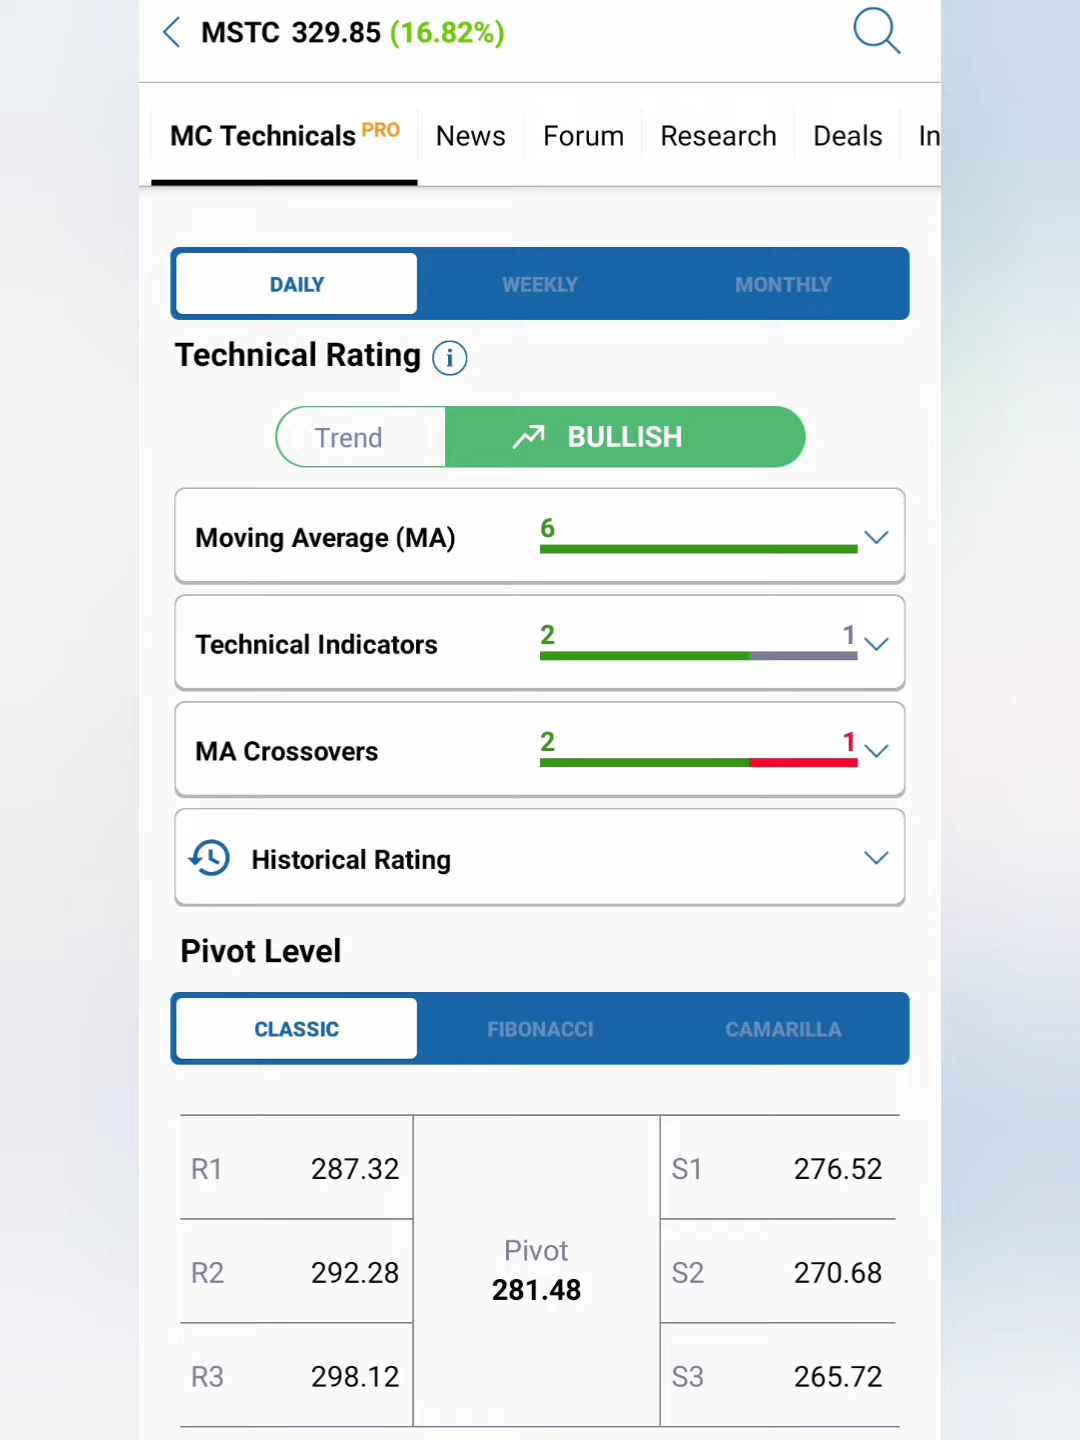 MSTC 329.85 (16.82%)
MC Technicals PRO News Forum Research Deals In
DAILY WEEKLY MONTHLY
Technical Rating i
Trend BULLISH
Moving Average (MA) 6
Technical Indicators 2 1
MA Crossovers 2 1
Historical Rating
Pivot Level
CLASSIC FIBONACCI CAMARILLA
R1 287.32 S1 276.52
Pivot
R2 292.28 281.48 S2 270.68
R3 298.12 S3 265.72